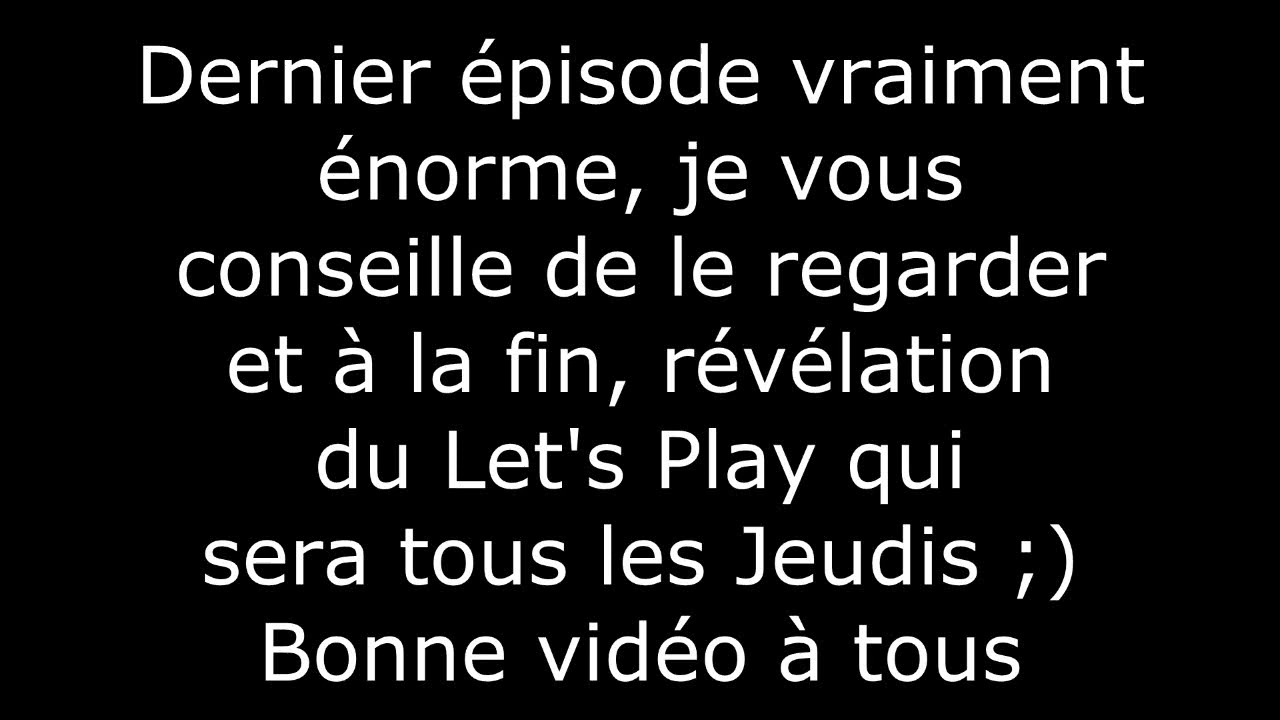 Dernier épisode vraiment
énorme, je vous
conseille de le regarder
et à la fin, révélation
du Let's Play qui
sera tous les Jeudis ;)
Bonne vidéo à tous